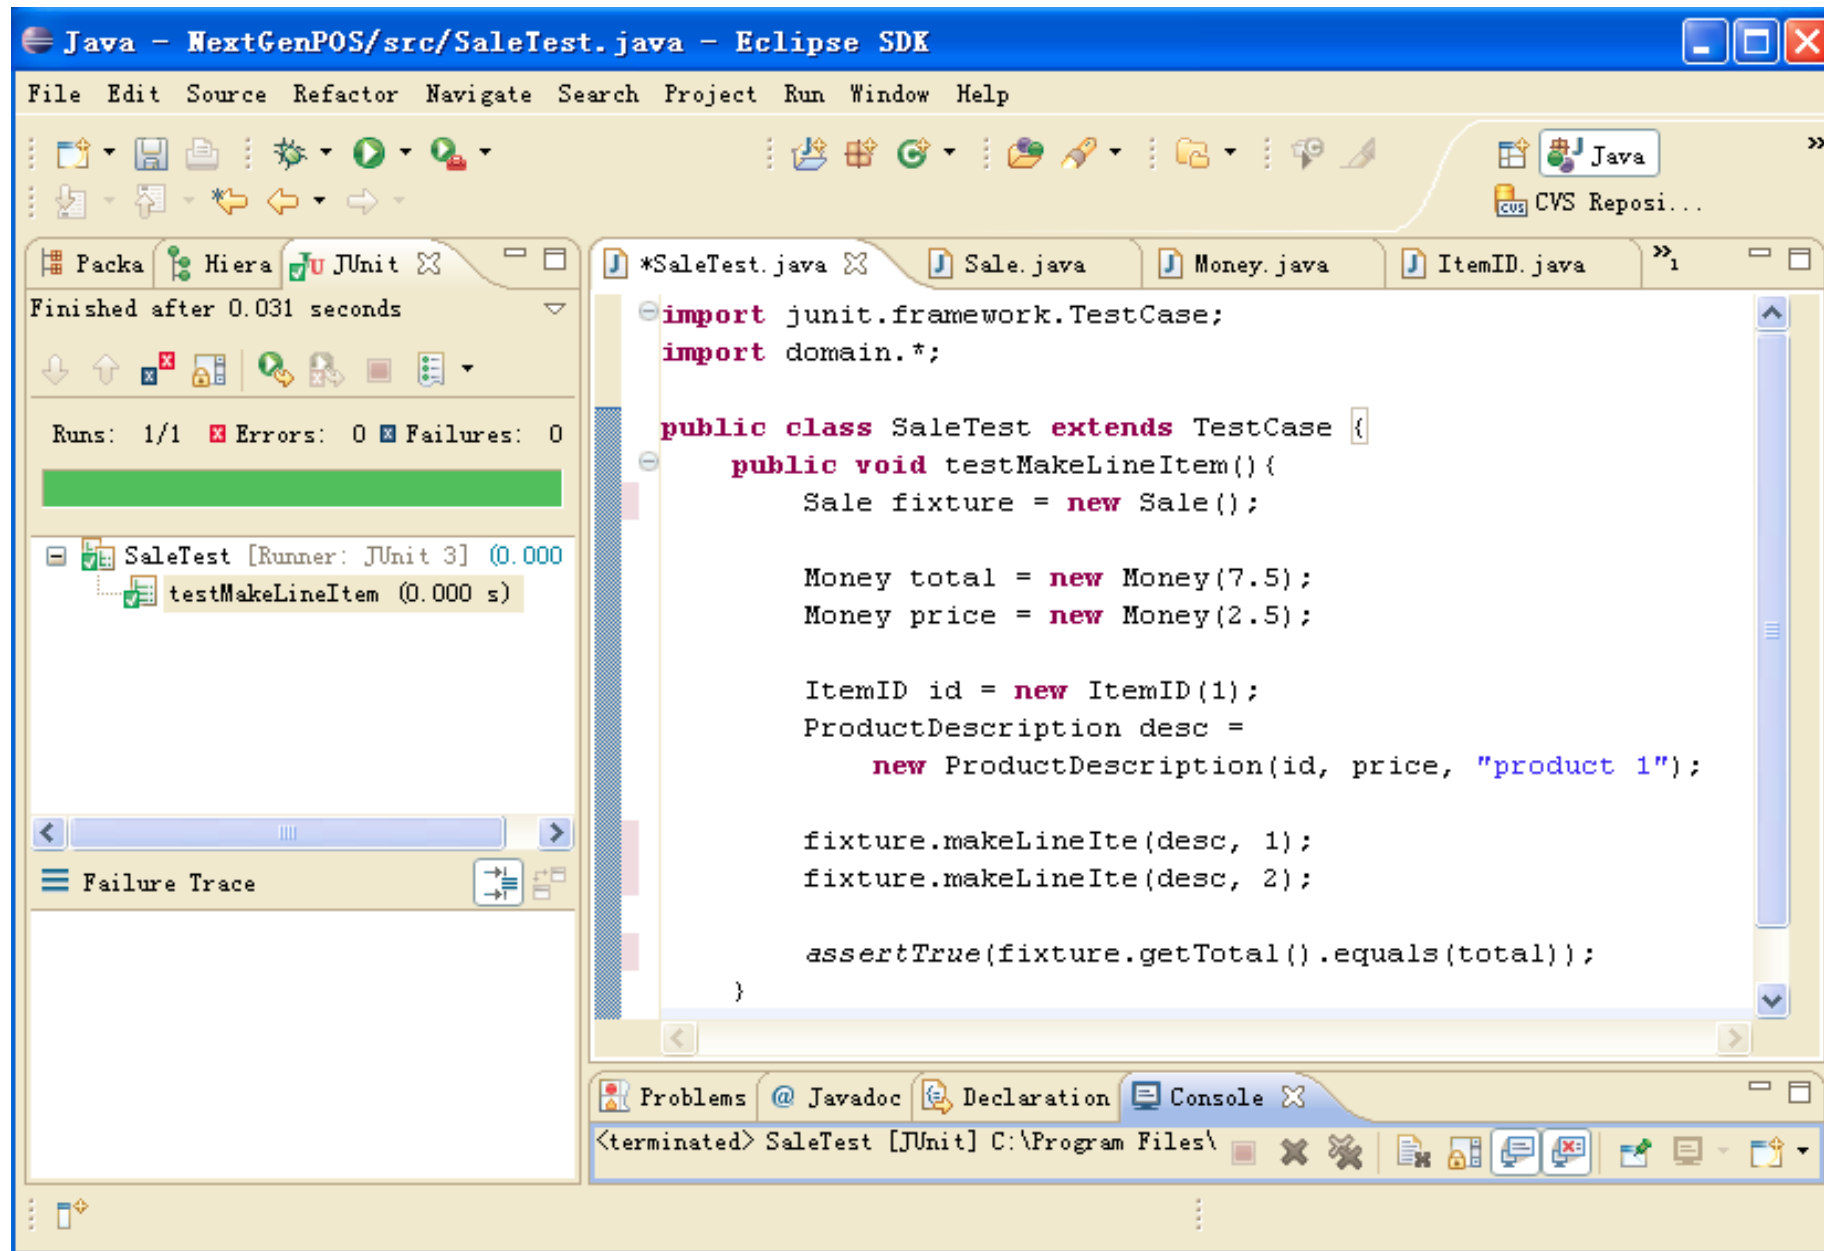 Java - NextGenPOS/src/SaleTest.java - Eclipse SDK
File Edit Source Refactor Navigate Search Project Run Window Help
Java
CVS Reposi...
Packa Hiera JUnit
Finished after 0.031 seconds
Runs: 1/1 Errors: 0 Failures: 0
SaleTest [Runner: JUnit 3] (0.000
testMakeLineItem (0.000 s)
Failure Trace
*SaleTest.java Sale.java Money.java ItemID.java »1
import junit.framework.TestCase;
import domain.*;
public class SaleTest extends TestCase {
public void testMakeLineItem(){
Sale fixture = new Sale();
Money total = new Money(7.5);
Money price = new Money(2.5);
ItemID id = new ItemID(1);
ProductDescription desc =
new ProductDescription(id, price, "product 1");
fixture.makeLineIte(desc, 1);
fixture.makeLineIte(desc, 2);
assertTrue(fixture.getTotal().equals(total));
}
Problems @ Javadoc Declaration Console
<terminated> SaleTest [JUnit] C:\Program Files\